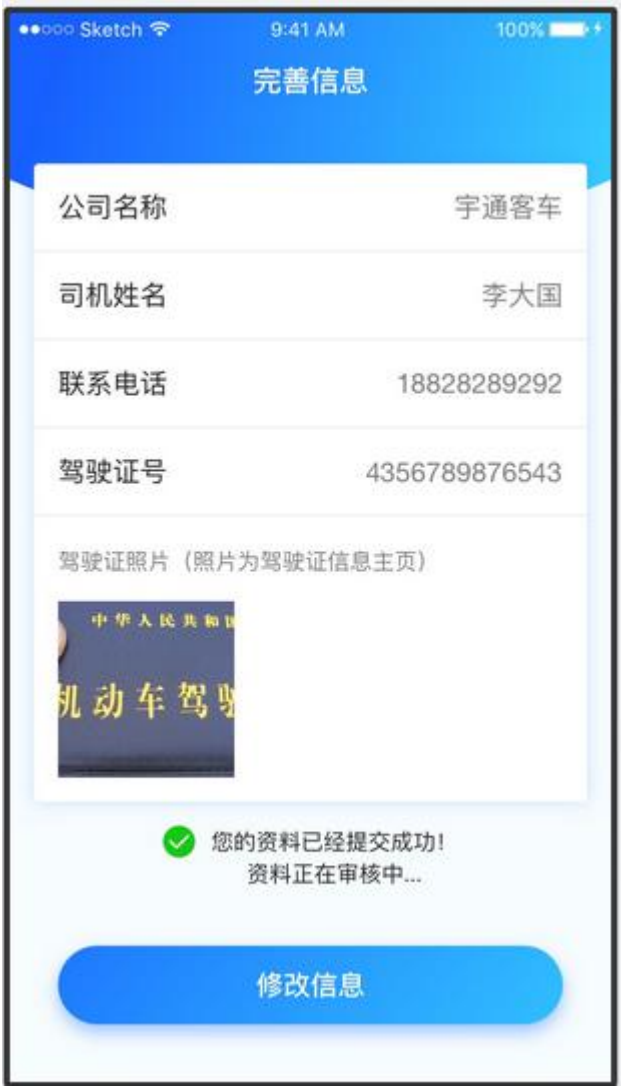 Sketch 9:41 AM 100%
完善信息
公司名称 宇通客车
司机姓名 李大国
联系电话 18828289292
驾驶证号 4356789876543
驾驶证照片（照片为驾驶证信息主页）
中华人民共和
机动车驾
您的资料已经提交成功!
资料正在审核中...
修改信息